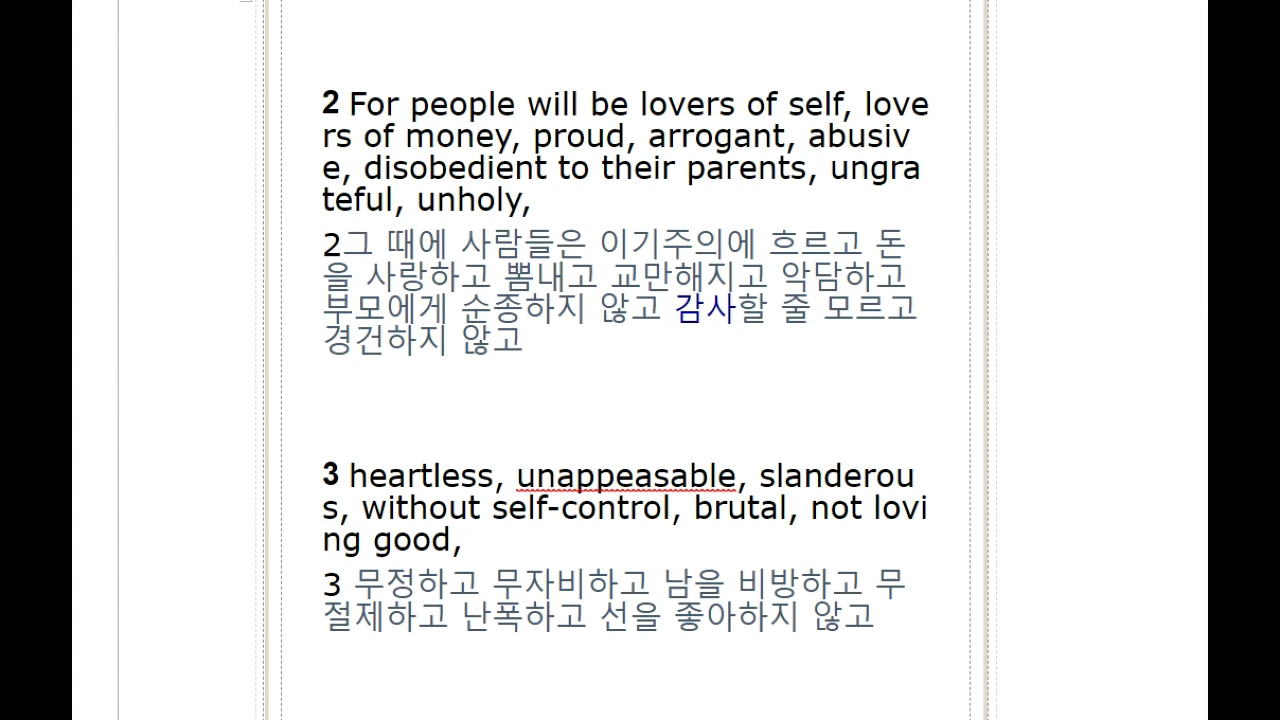 2 For people will be lovers of self, love
rs of money, proud, arrogant, abusiv
e, disobedient to their parents, ungra
teful, unholy,
2그 때에 사람들은 이기주의에 흐르고 돈
을 사랑하고 뽐내고 교만해지고 악담하고
부모에게 순종하지 않고 감사할 줄 모르고
경건하지 않고
3 heartless, unappeasable, slanderou
s, without self-control, brutal, not lovi
ng good,
3 무정하고 무자비하고 남을 비방하고 무
절제하고 난폭하고 선을 좋아하지 않고